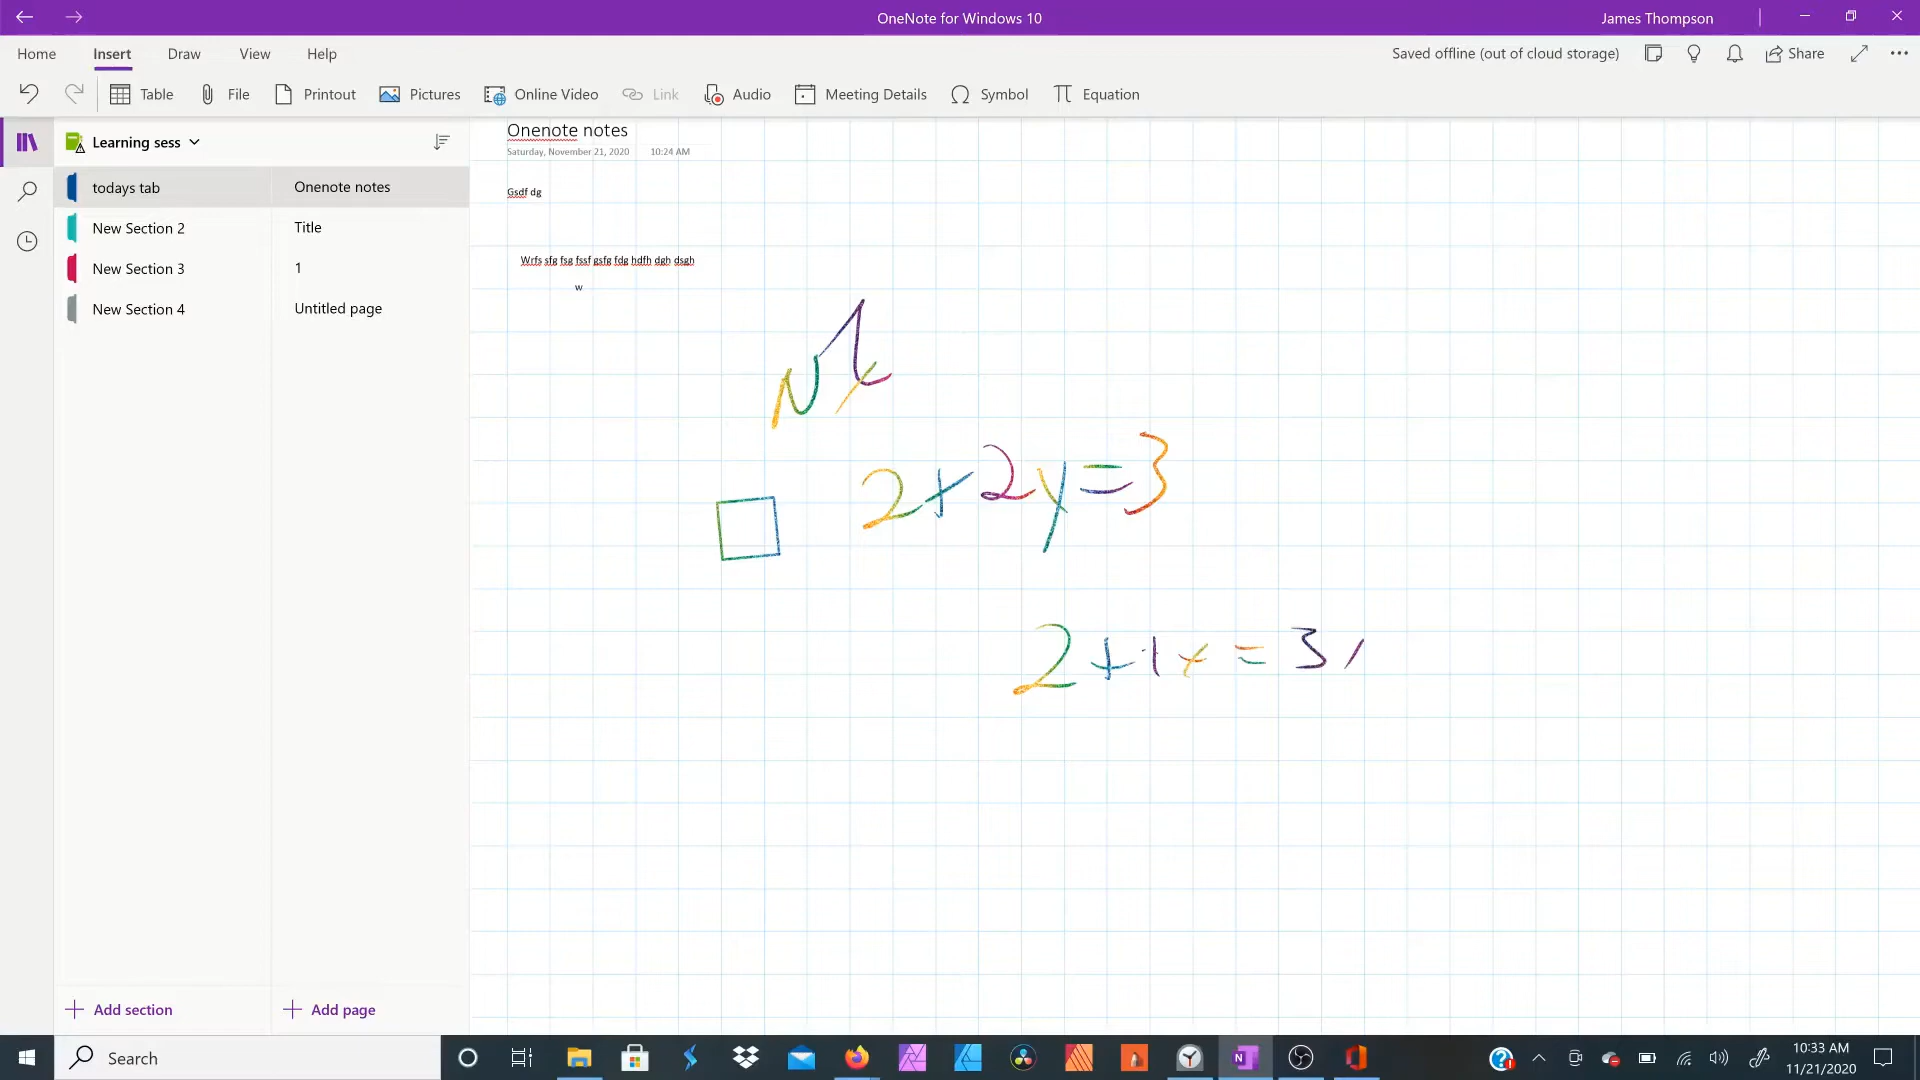 OneNote for Windows 10
James Thompson
Home Insert Draw View Help
Saved offline (out of cloud storage)
Share
Table File Printout Pictures Online Video Link Audio Meeting Details Symbol Equation
Learning sess
todays tab
New Section 2
New Section 3
New Section 4
Onenote notes
Title
1
Untitled page
Onenote notes
Saturday, November 21, 2020 10:24 AM
Gsdf dg
Wrfs sfg fsg fssf gsfg fdg hdfh dgh dsgh
w
2+2y=3
2+1x=3
Add section
Add page
Search
10:33 AM
11/21/2020